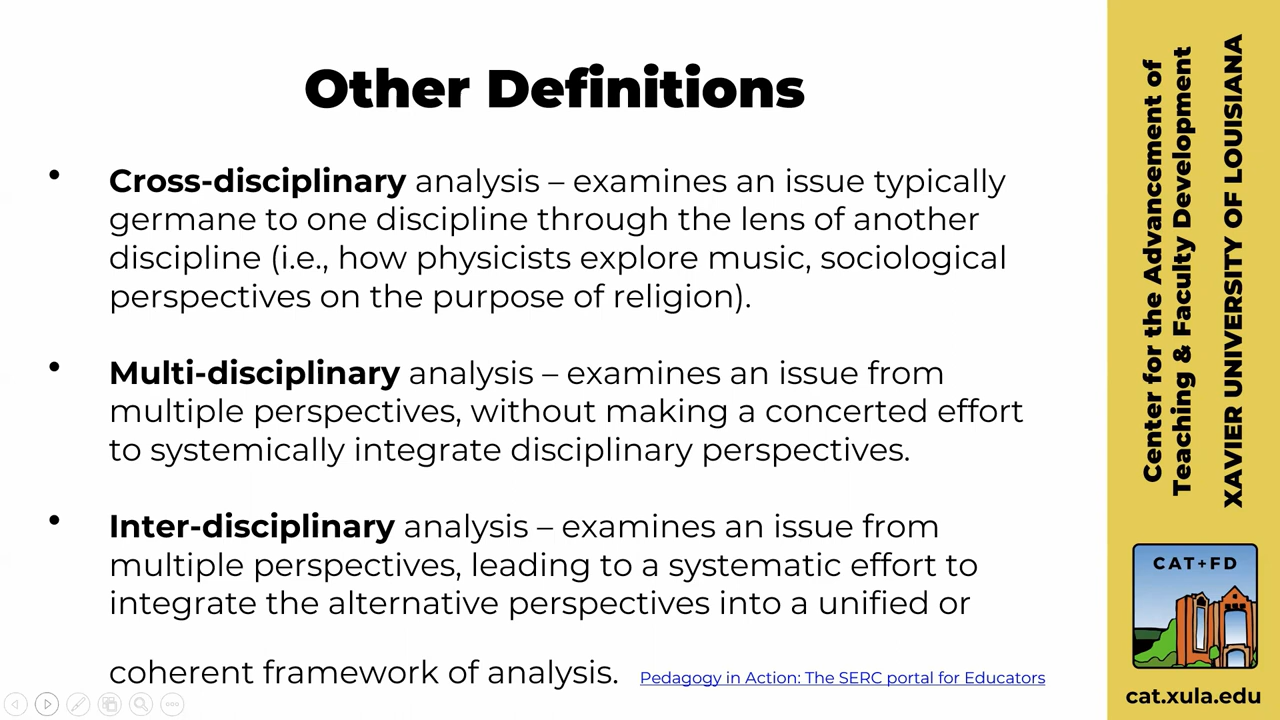 Other Definitions
• Cross-disciplinary analysis – examines an issue typically
germane to one discipline through the lens of another
discipline (i.e., how physicists explore music, sociological
perspectives on the purpose of religion).
• Multi-disciplinary analysis – examines an issue from
multiple perspectives, without making a concerted effort
to systemically integrate disciplinary perspectives.
• Inter-disciplinary analysis – examines an issue from
multiple perspectives, leading to a systematic effort to
integrate the alternative perspectives into a unified or
coherent framework of analysis. Pedagogy in Action: The SERC portal for Educators
Center for the Advancement of
Teaching & Faculty Development
XAVIER UNIVERSITY OF LOUISIANA
CAT+FD
cat.xula.edu